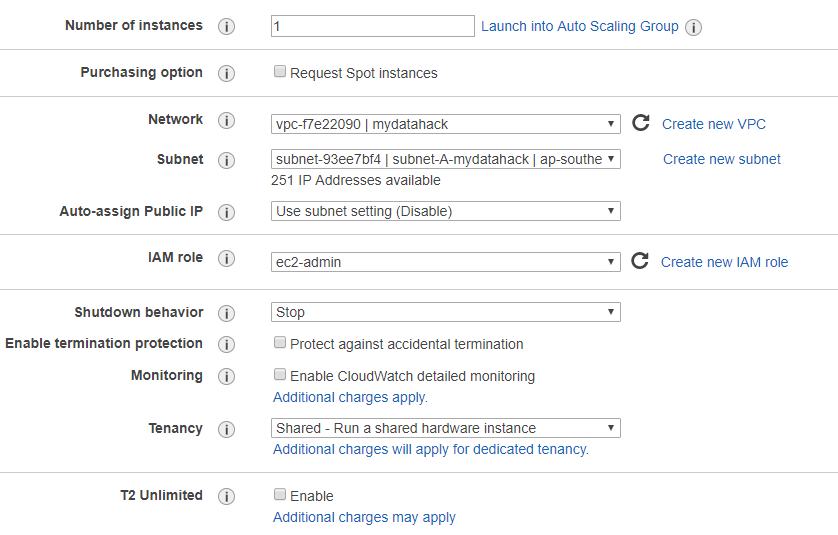 Number of instances i 1 Launch into Auto Scaling Group i
Purchasing option i Request Spot instances
Network i vpc-f7e22090 | mydatahack Create new VPC
Subnet i subnet-93ee7bf4 | subnet-A-mydatahack | ap-southe Create new subnet
251 IP Addresses available
Auto-assign Public IP i Use subnet setting (Disable)
IAM role i ec2-admin Create new IAM role
Shutdown behavior i Stop
Enable termination protection i Protect against accidental termination
Monitoring i Enable CloudWatch detailed monitoring
Additional charges apply.
Tenancy i Shared - Run a shared hardware instance
Additional charges will apply for dedicated tenancy.
T2 Unlimited i Enable
Additional charges may apply